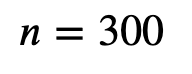 n = 300